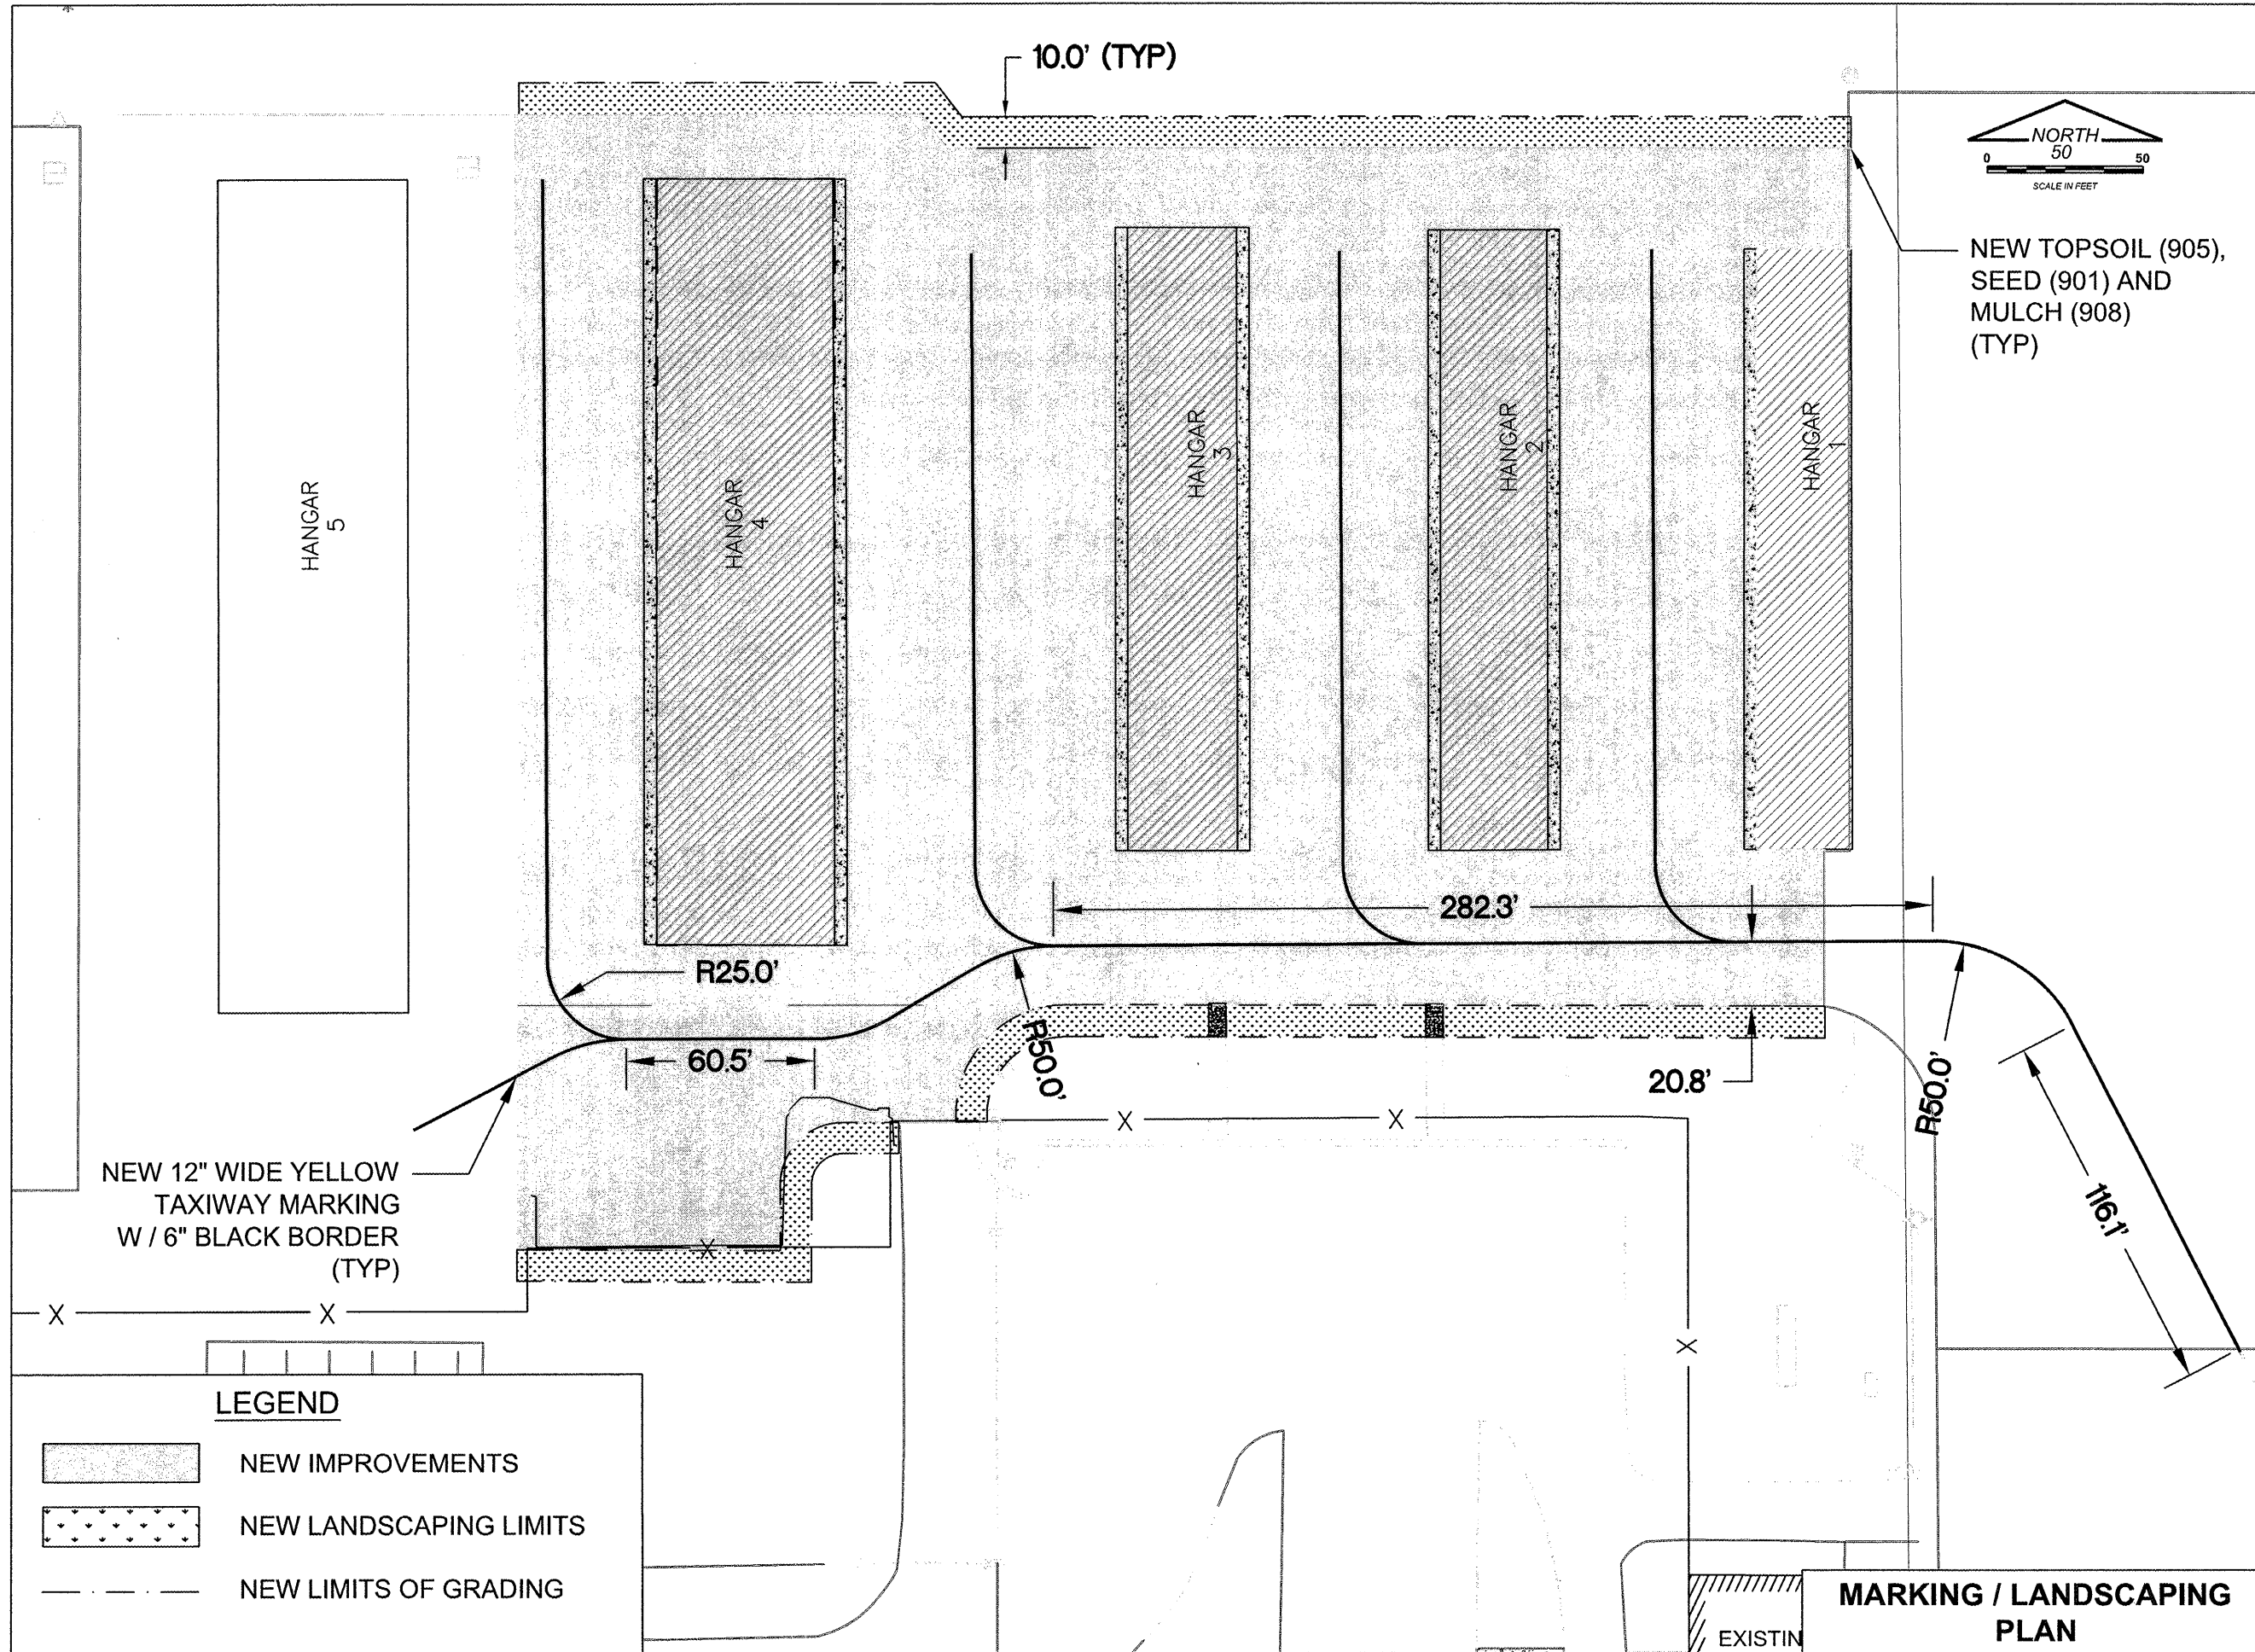 10.0' (TYP)
NORTH
50
0 50
SCALE IN FEET
NEW TOPSOIL (905),
SEED (901) AND
MULCH (908)
(TYP)
HANGAR
5
HANGAR
4
HANGAR
3
HANGAR
2
HANGAR
1
282.3'
R25.0'
60.5'
R50.0'
20.8'
R50.0'
116.1'
NEW 12" WIDE YELLOW
TAXIWAY MARKING
W / 6" BLACK BORDER
(TYP)
X
X
X
X
X
X
LEGEND
NEW IMPROVEMENTS
NEW LANDSCAPING LIMITS
NEW LIMITS OF GRADING
EXISTIN
MARKING / LANDSCAPING
PLAN